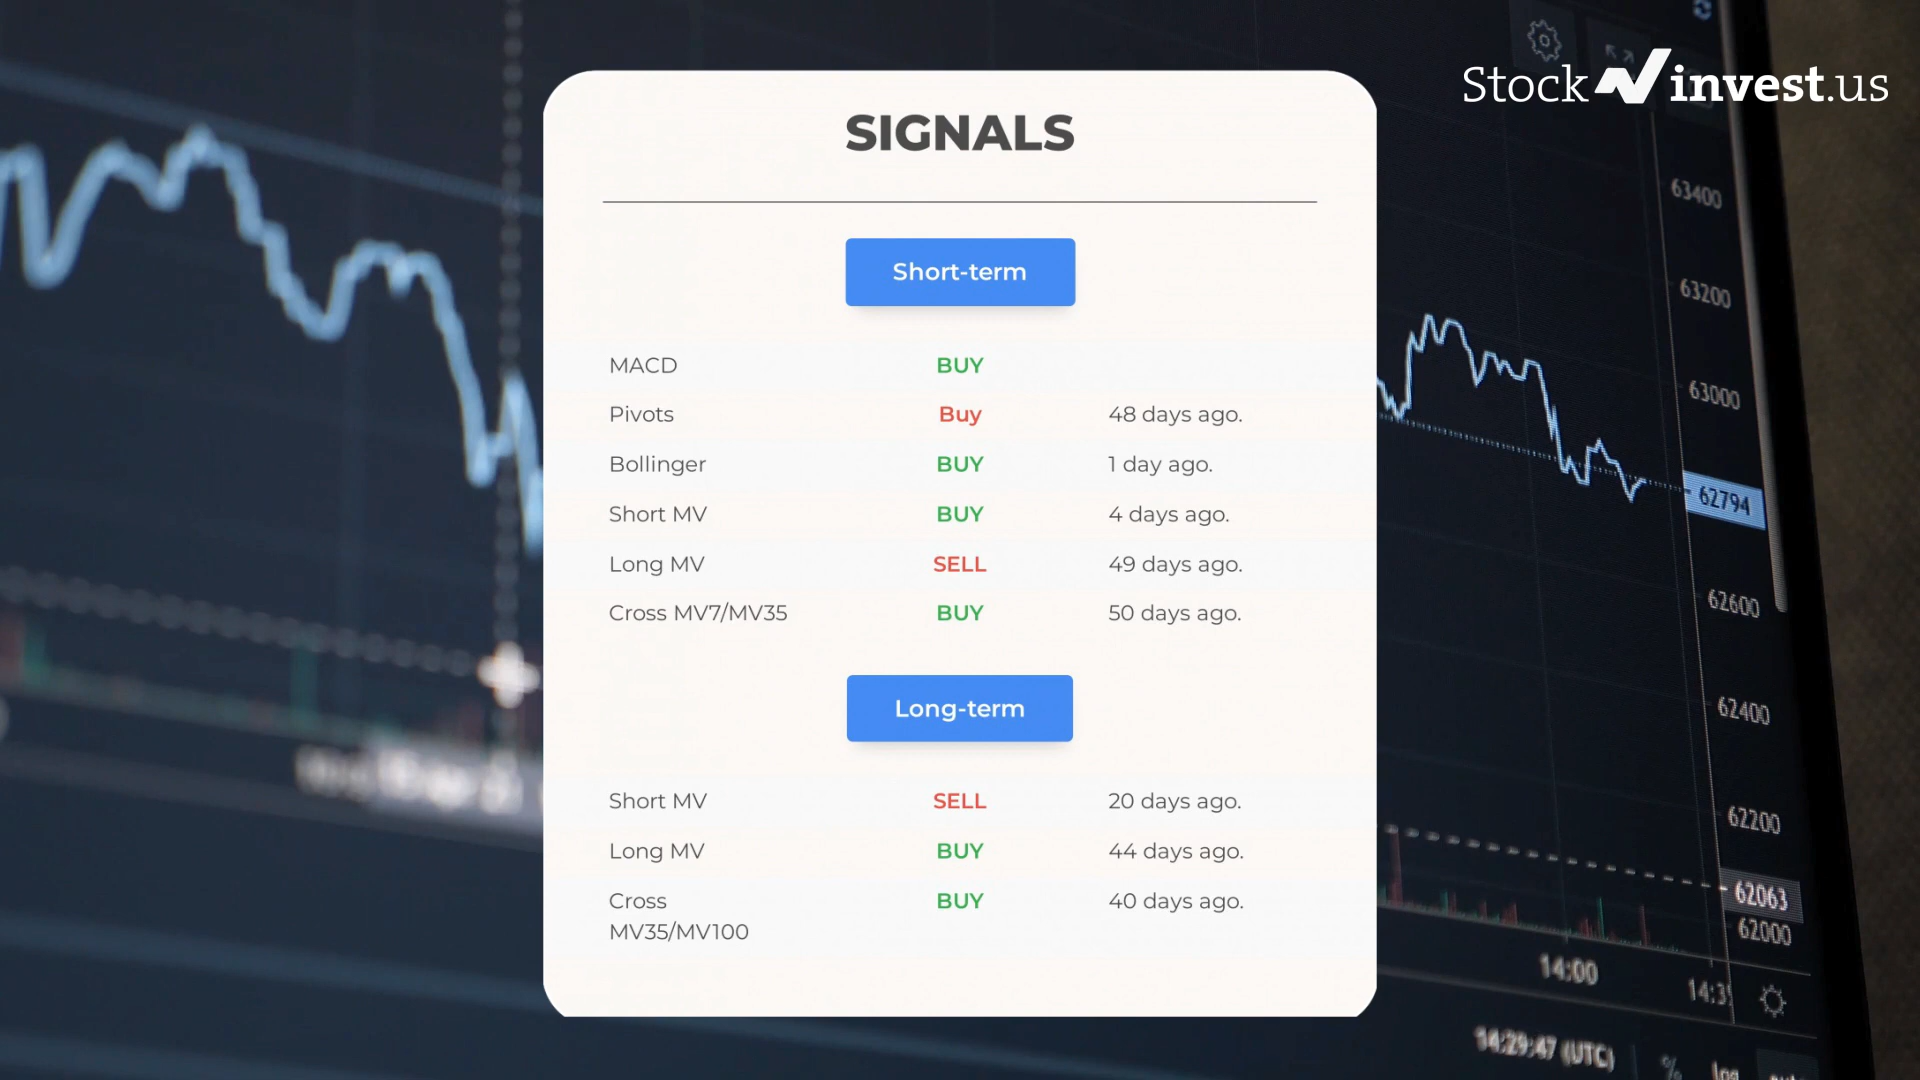 Stock invest.us
SIGNALS
Short-term
MACD BUY
Pivots Buy 48 days ago.
Bollinger BUY 1 day ago.
Short MV BUY 4 days ago.
Long MV SELL 49 days ago.
Cross MV7/MV35 BUY 50 days ago.
Long-term
Short MV SELL 20 days ago.
Long MV BUY 44 days ago.
Cross BUY 40 days ago.
MV35/MV100
63400
63200
63000
62794
62600
62400
62200
62063
62000
14:00
14:29:47 (UTC)
%